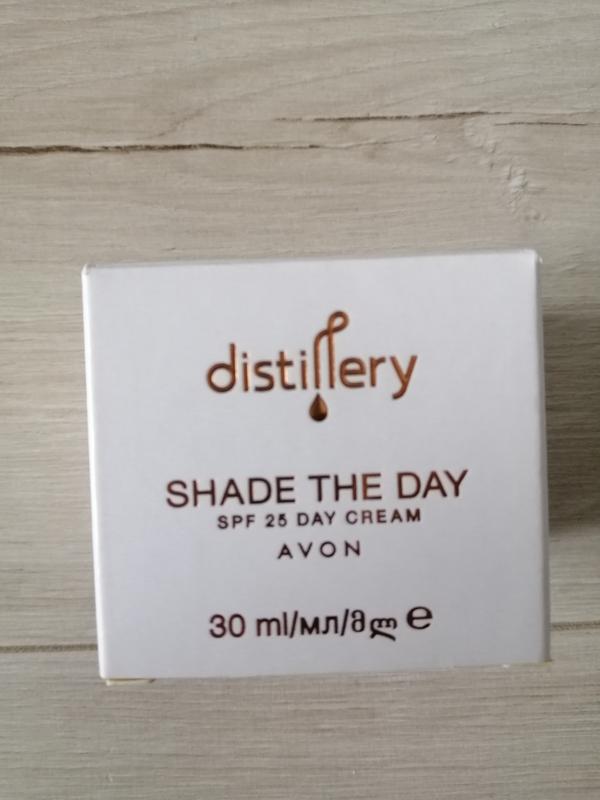 distillery
SHADE THE DAY
SPF 25 DAY CREAM
AVON
30 ml/мл/მლ ℮